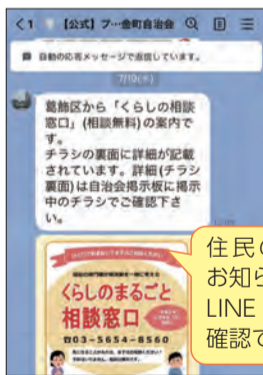 <1
【公式】プ…金町自治会
自動の応答メッセージで返信しています。
7/19(水)
葛飾区から「くらしの相談
窓口」(相談無料)の案内で
す。
チラシの裏面に詳細が記載
されています。詳細(チラシ
裏面)は自治会掲示板に掲示
中のチラシでご確認下さ
い。
くらしのまるごと
相談窓口
☎03-5654-8560
住民の
お知ら
LINE
確認で